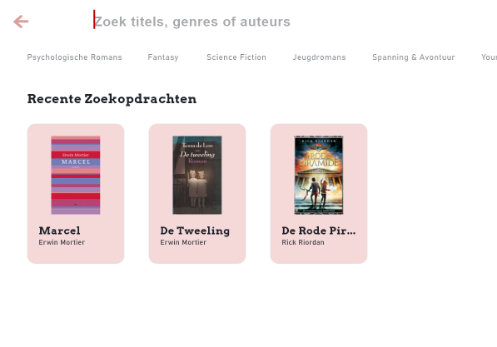 Zoek titels, genres of auteurs
Psychologische Romans Fantasy Science Fiction Jeugdromans Spanning & Avontuur Your
Recente Zoekopdrachten
Erwin Mortier
MARCEL
Tessa de Loo
De tweeling
Roman
RICK RIORDAN
DE RODE PIRAMIDE
Marcel
Erwin Mortier
De Tweeling
Erwin Mortier
De Rode Pir...
Rick Riordan